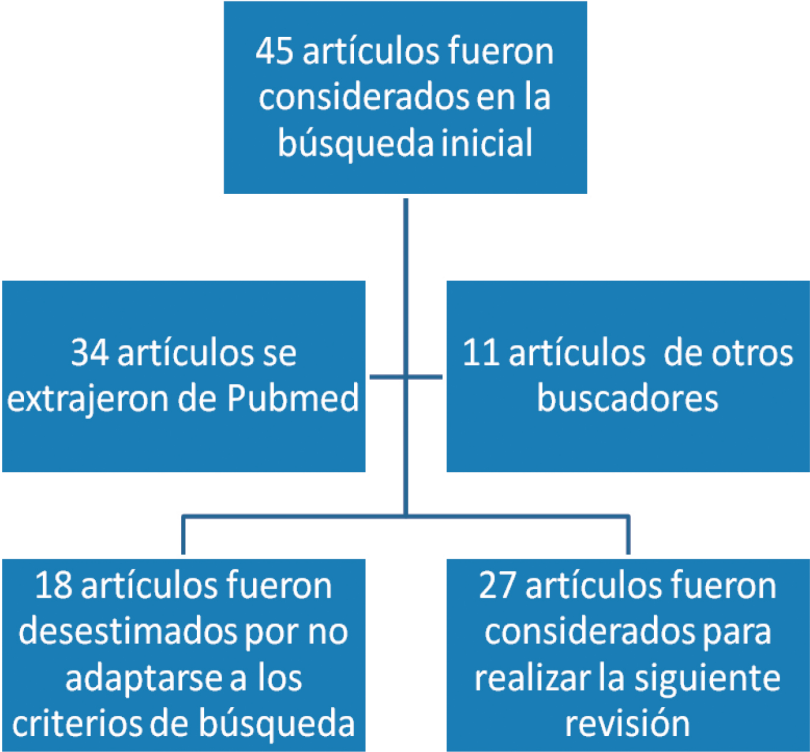 45 artículos fueron
considerados en la
búsqueda inicial
34 artículos se
extrajeron de Pubmed
11 artículos de otros
buscadores
18 artículos fueron
desestimados por no
adaptarse a los
criterios de búsqueda
27 artículos fueron
considerados para
realizar la siguiente
revisión